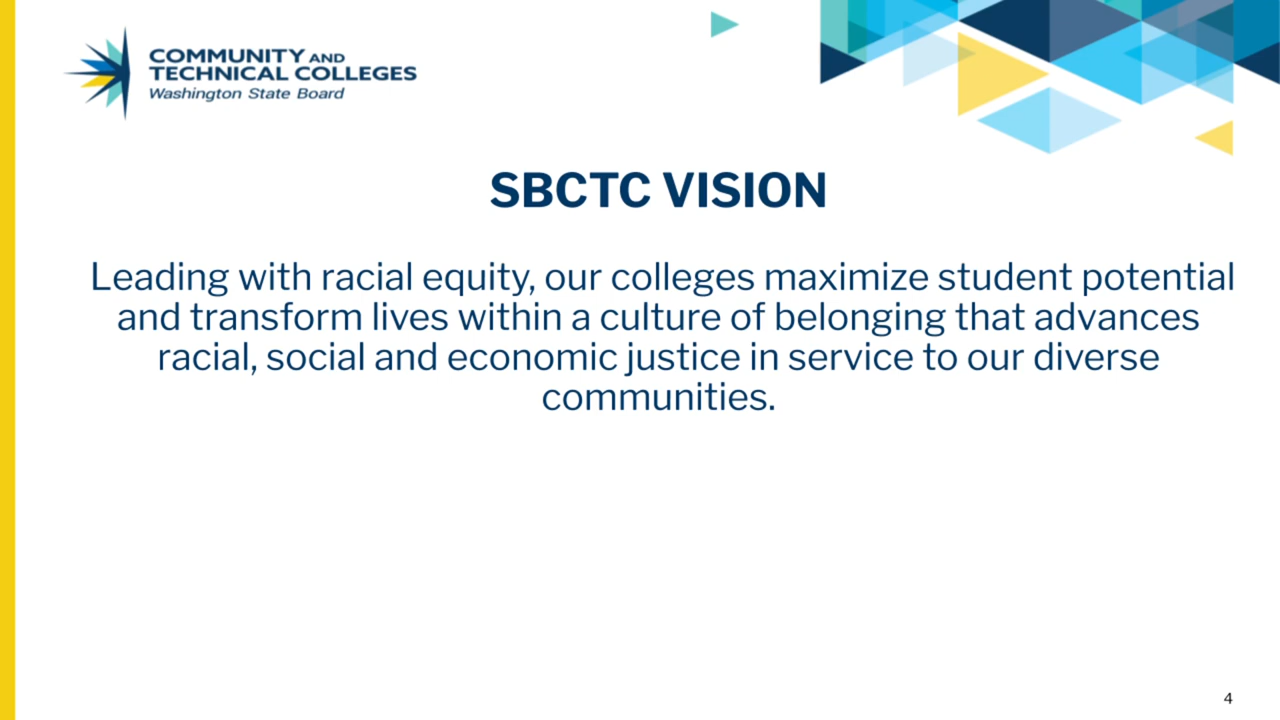 COMMUNITY AND
TECHNICAL COLLEGES
Washington State Board
SBCTC VISION
Leading with racial equity, our colleges maximize student potential
and transform lives within a culture of belonging that advances
racial, social and economic justice in service to our diverse
communities.
4